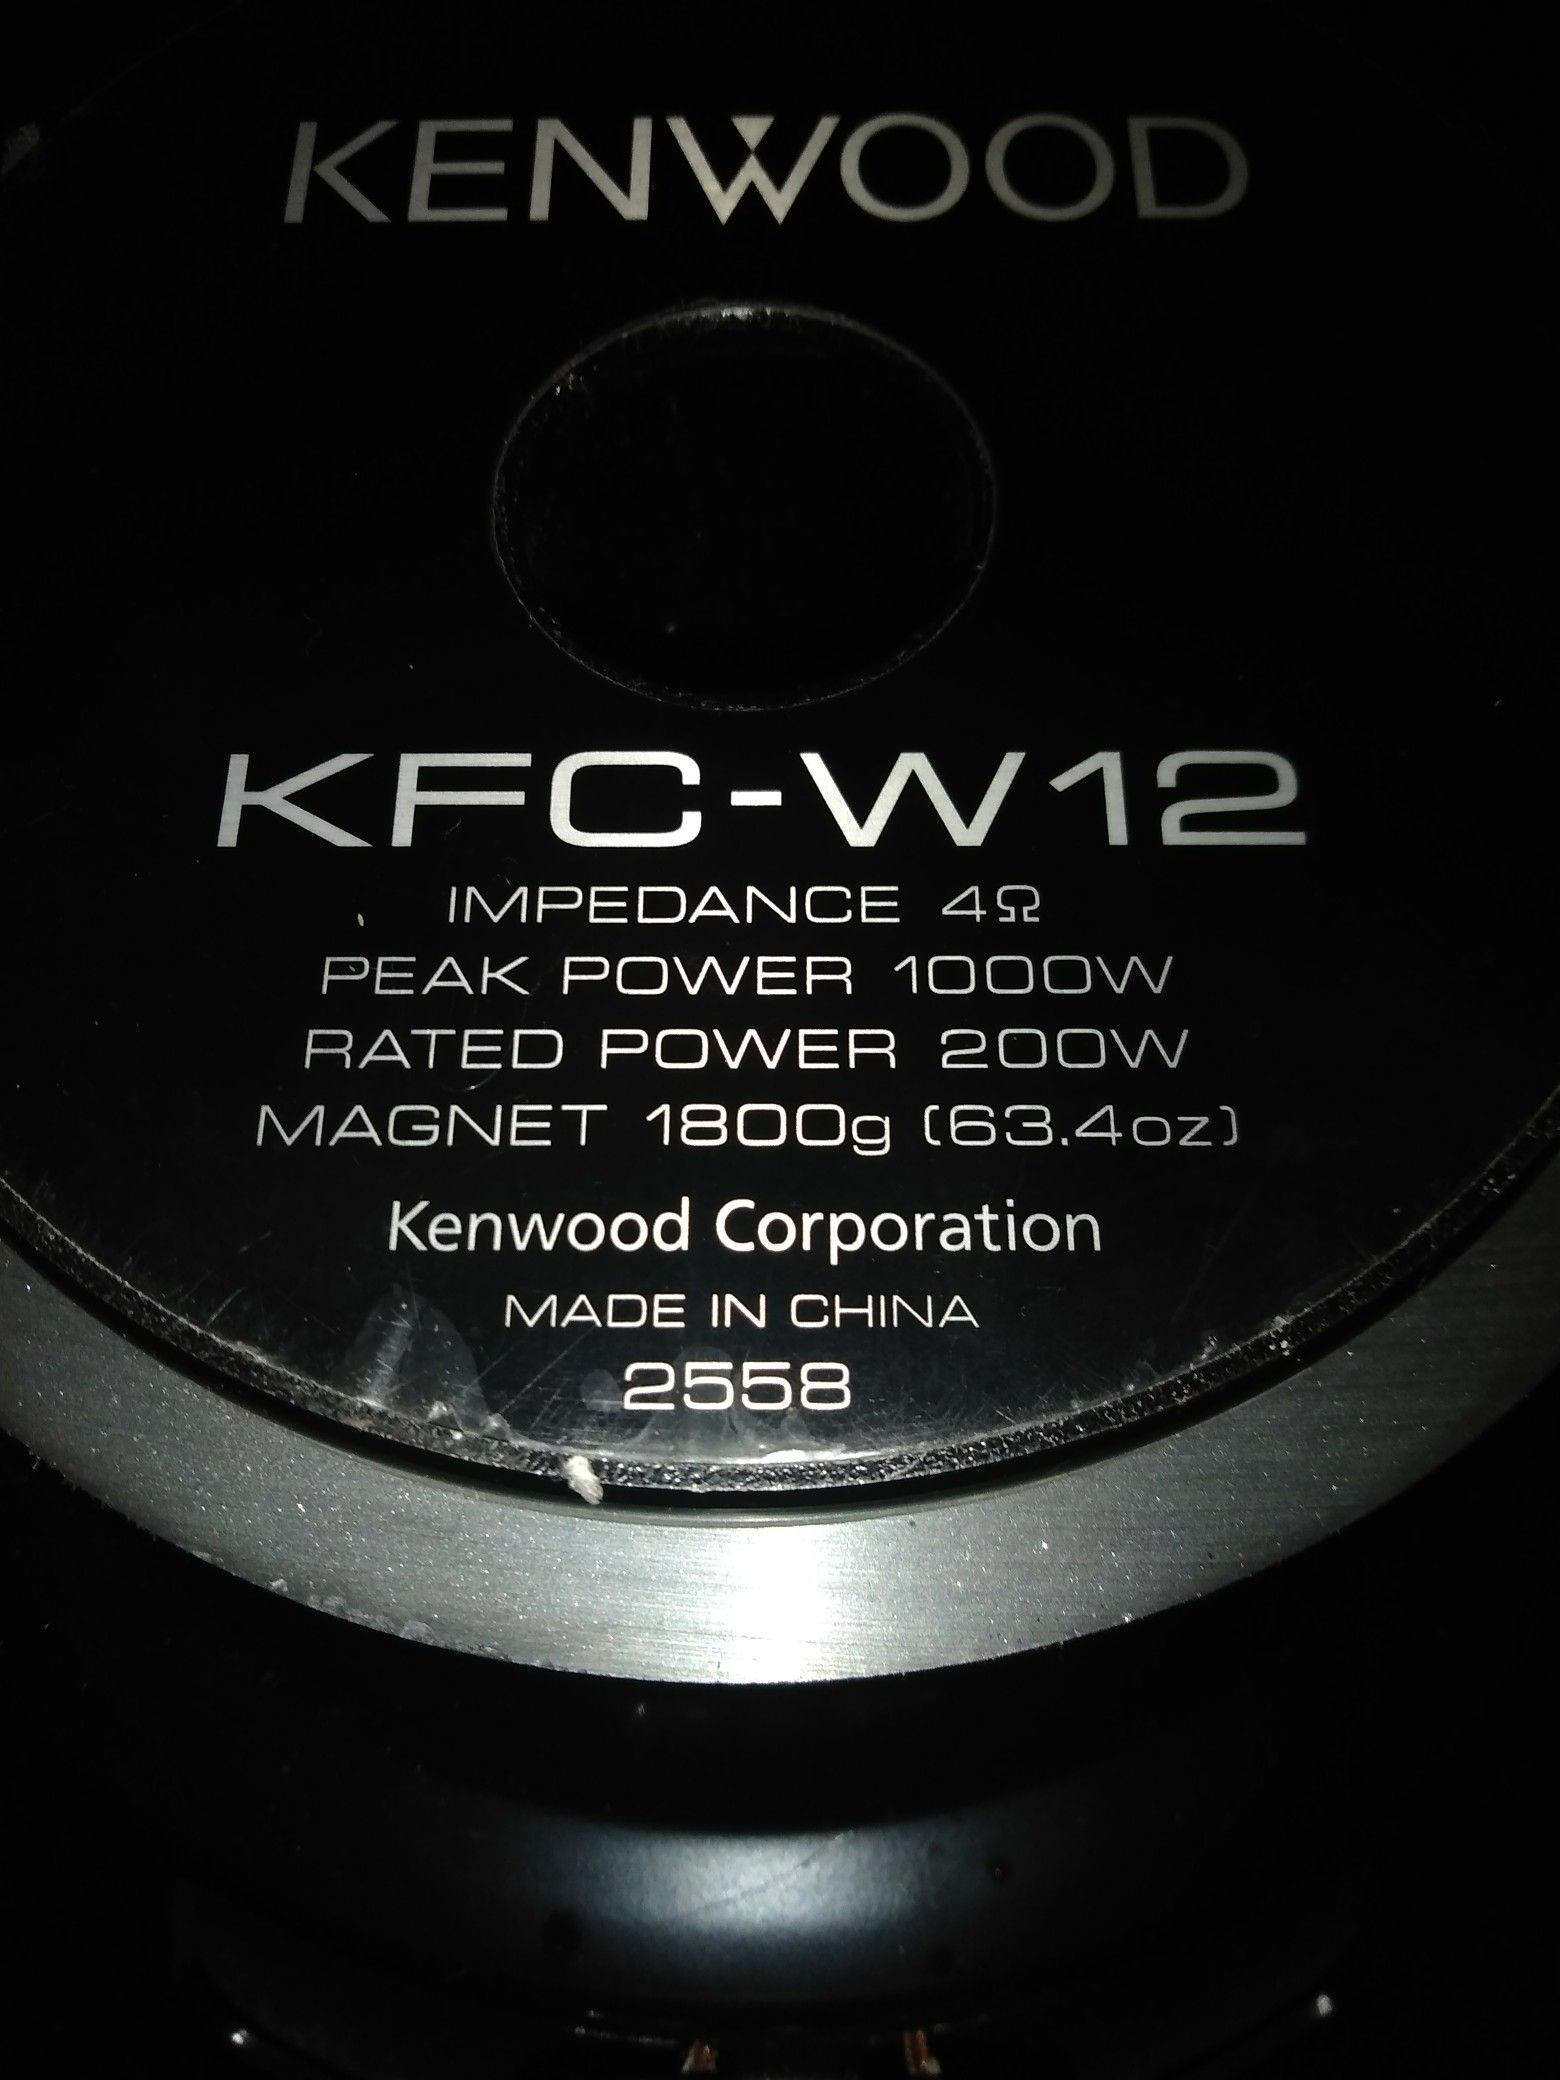 KENWOOD
KFC-W12
IMPEDANCE 4Ω
PEAK POWER 1000W
RATED POWER 200W
MAGNET 1800g (63.4oz)
Kenwood Corporation
MADE IN CHINA
2558